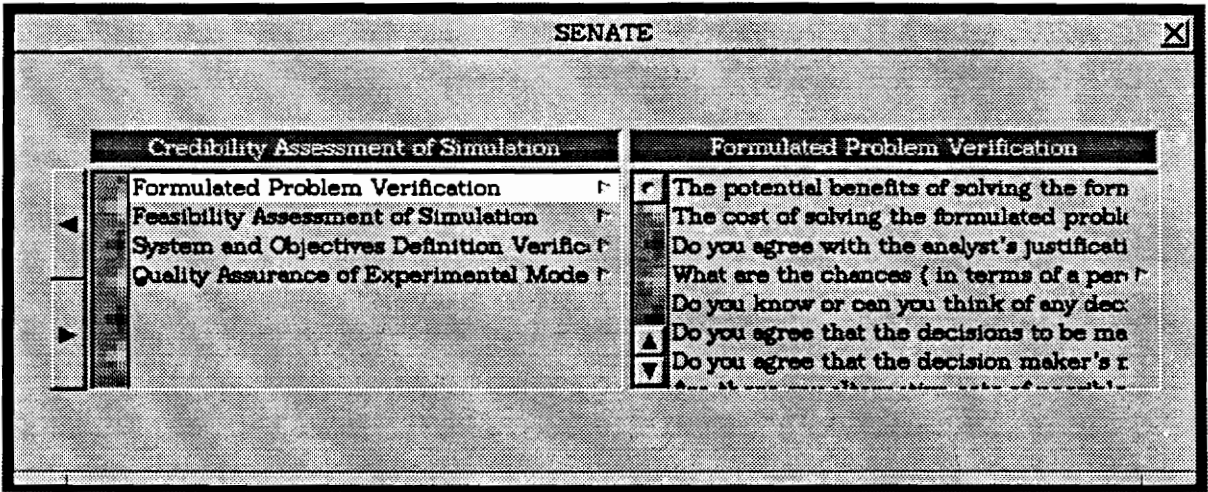 SENATE
Credibility Assessment of Simulation
Formulated Problem Verification
Feasibility Assessment of Simulation
System and Objectives Definition Verific
Quality Assurance of Experimental Mode
Formulated Problem Verification
The potential benefits of solving the form
The cost of solving the formulated proble
Do you agree with the analyst's justificati
What are the chances ( in terms of a per
Do you know or can you think of any dec
Do you agree that the decisions to be ma
Do you agree that the decision maker's r